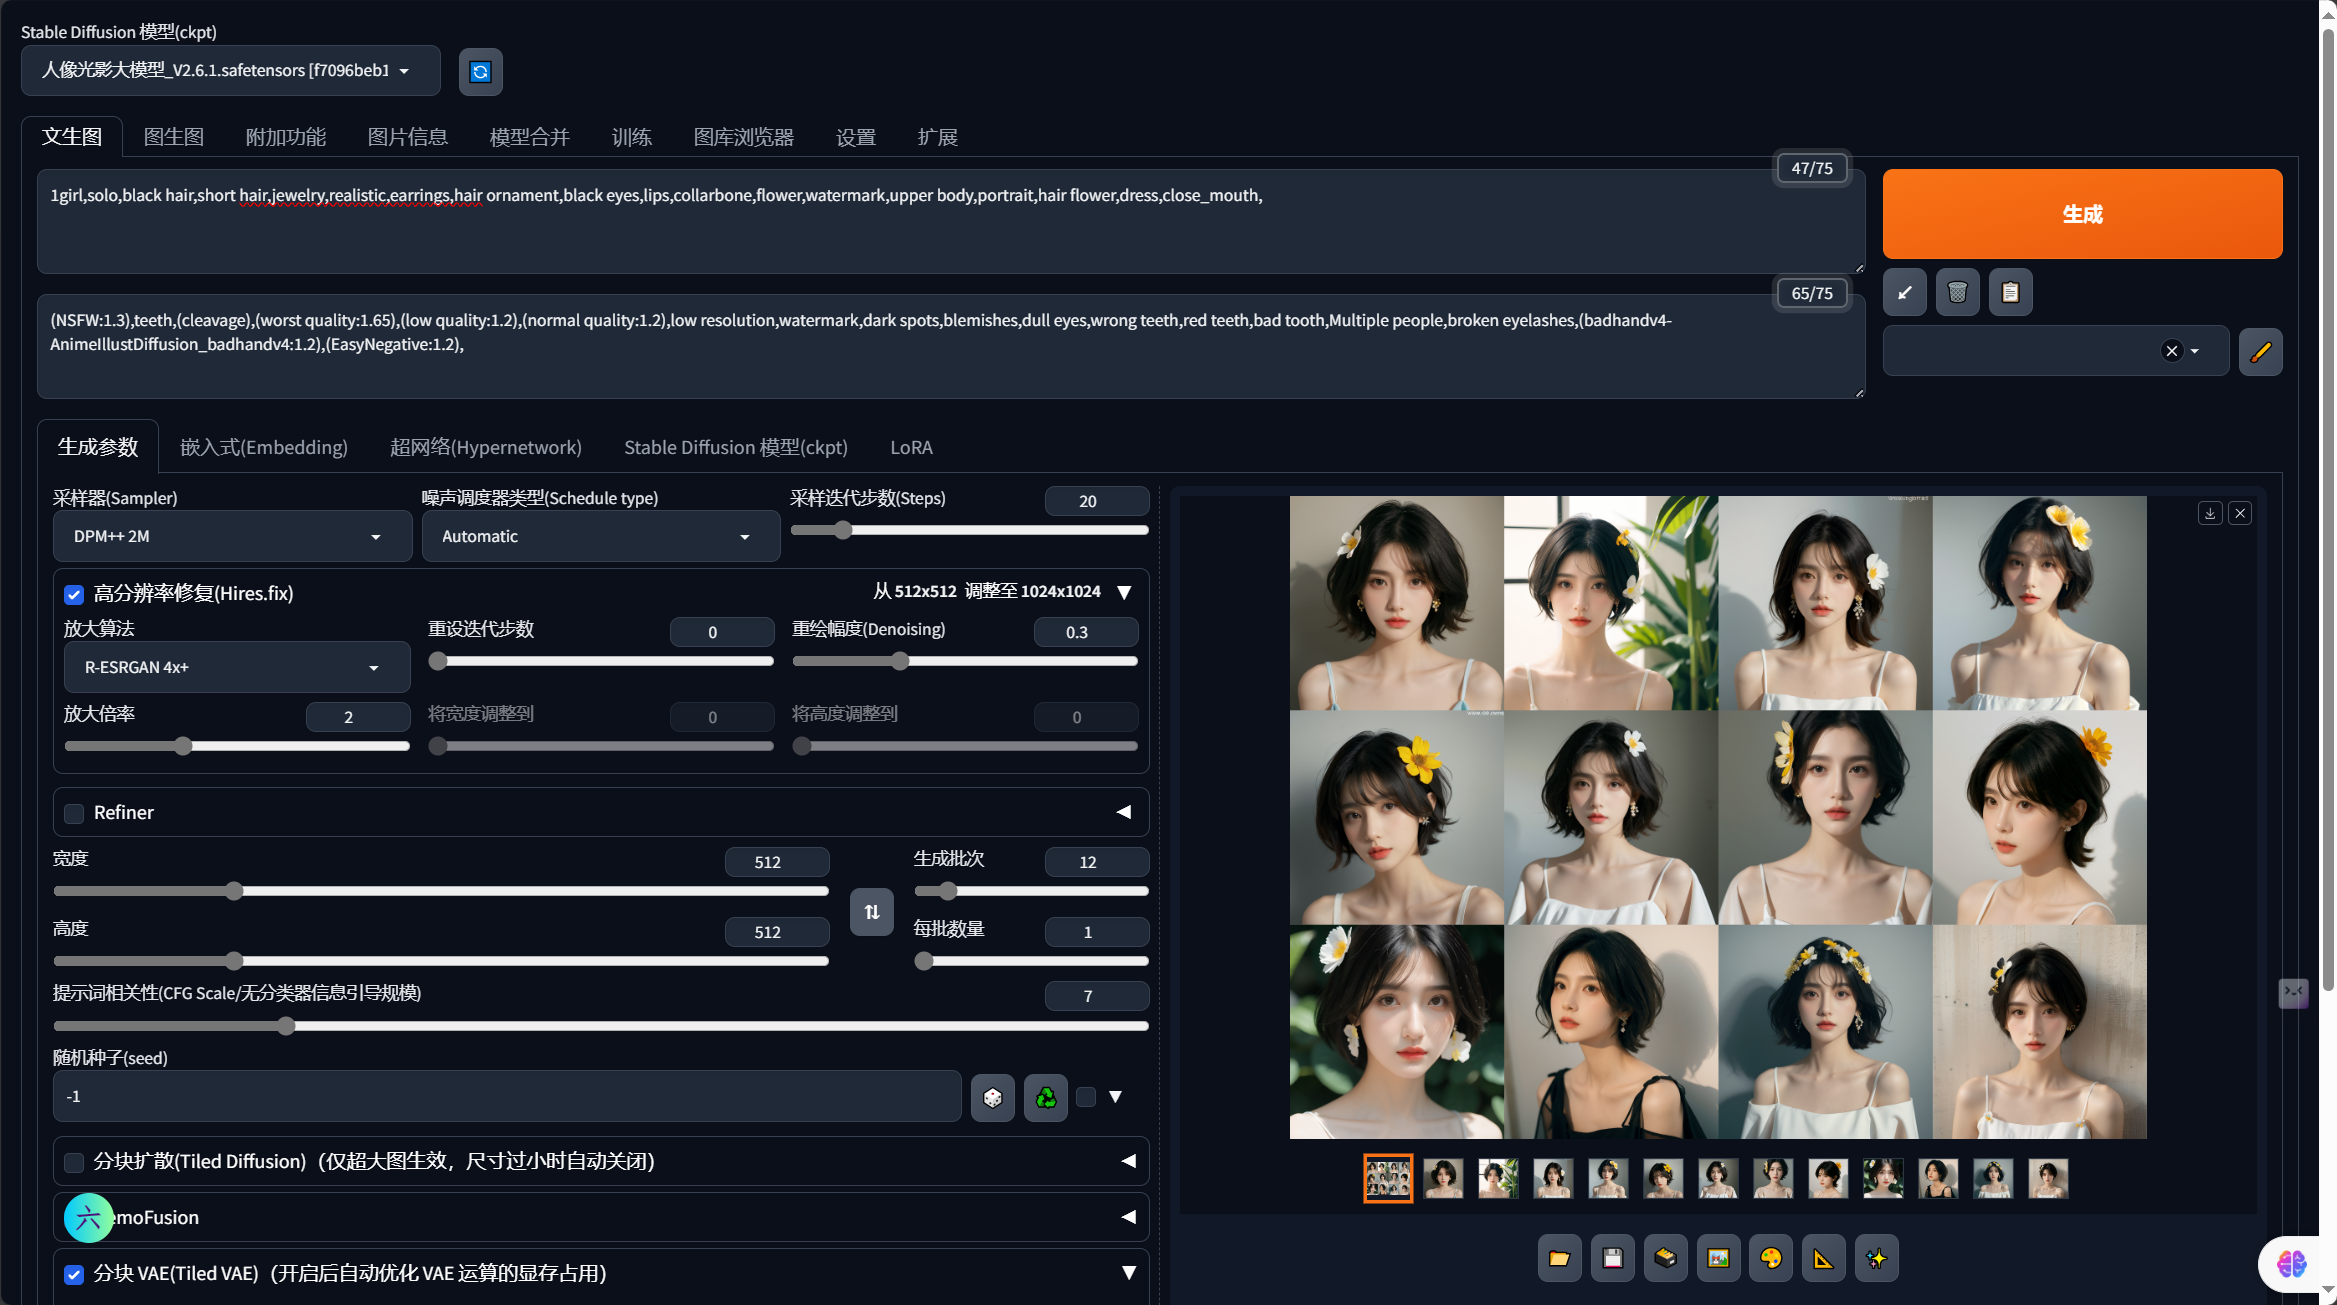 Stable Diffusion 模型(ckpt)
人像光影大模型_V2.6.1.safetensors [f7096beb1
文生图 图生图 附加功能 图片信息 模型合并 训练 图库浏览器 设置 扩展
47/75
1girl,solo,black hair,short hair,jewelry,realistic,earrings,hair ornament,black eyes,lips,collarbone,flower,watermark,upper body,portrait,hair flower,dress,close_mouth,
生成
65/75
(NSFW:1.3),teeth,(cleavage),(worst quality:1.65),(low quality:1.2),(normal quality:1.2),low resolution,watermark,dark spots,blemishes,dull eyes,wrong teeth,red teeth,bad tooth,Multiple people,broken eyelashes,(badhandv4-
AnimeIllustDiffusion_badhandv4:1.2),(EasyNegative:1.2),
生成参数 嵌入式(Embedding) 超网络(Hypernetwork) Stable Diffusion 模型(ckpt) LoRA
采样器(Sampler) 噪声调度器类型(Schedule type) 采样迭代步数(Steps) 20
DPM++ 2M Automatic
高分辨率修复(Hires.fix) 从 512x512 调整至 1024x1024
放大算法 重设迭代步数 0 重绘幅度(Denoising) 0.3
R-ESRGAN 4x+
放大倍率 2 将宽度调整到 0 将高度调整到 0
Refiner
宽度 512 生成批次 12
高度 512 每批数量 1
提示词相关性(CFG Scale/无分类器信息引导规模) 7
随机种子(seed)
-1
分块扩散(Tiled Diffusion)（仅超大图生效，尺寸过小时自动关闭）
六 emoFusion
分块 VAE(Tiled VAE)（开启后自动优化 VAE 运算的显存占用）